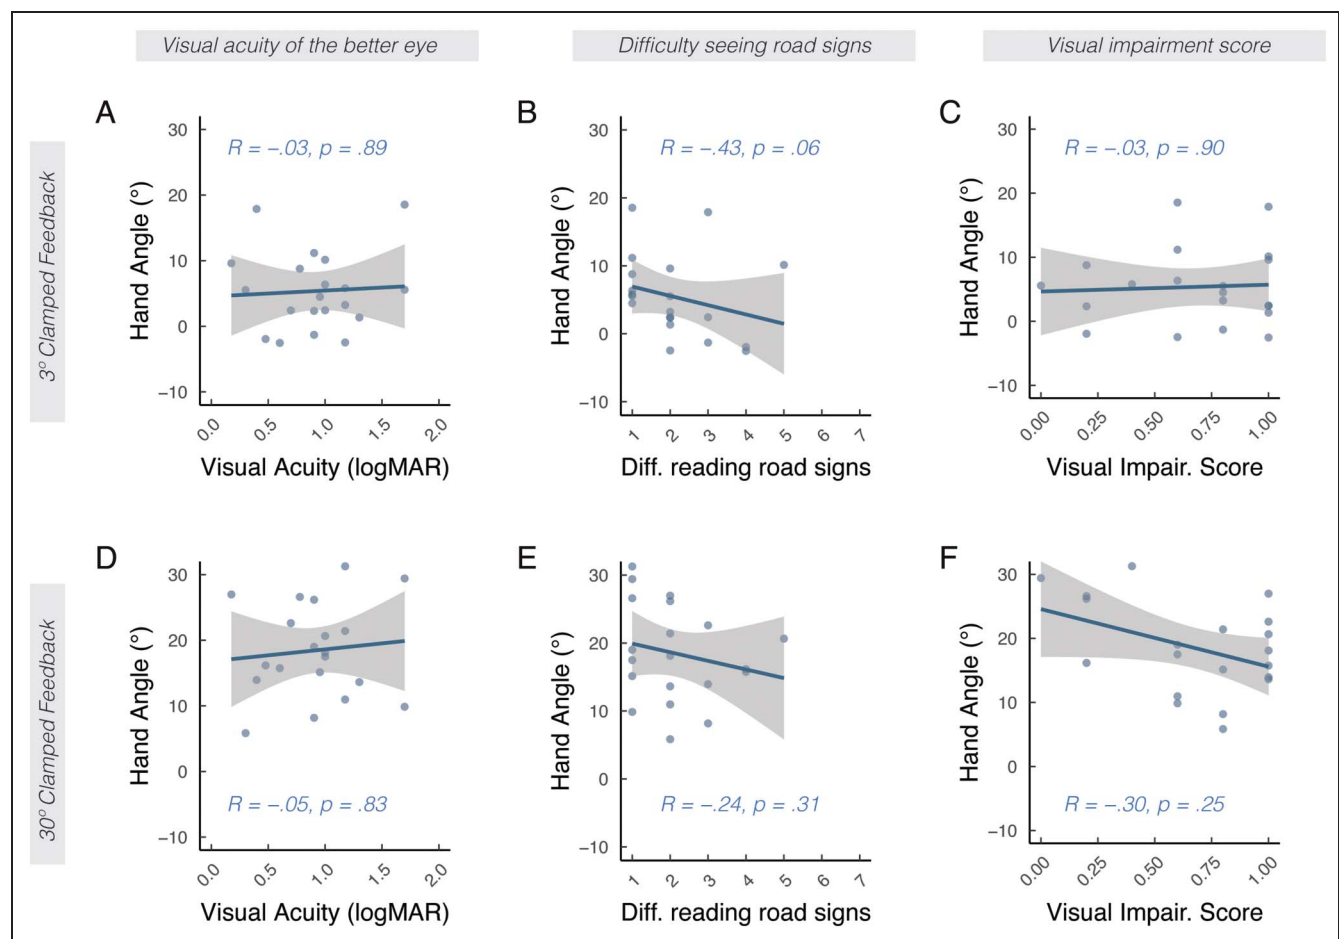 Visual acuity of the better eye
Difficulty seeing road signs
Visual impairment score
3° Clamped Feedback
A
R = −.03, p = .89
Hand Angle (°)
30
20
10
0
−10
0.0
0.5
1.0
1.5
2.0
Visual Acuity (logMAR)
B
R = −.43, p = .06
Hand Angle (°)
30
20
10
0
−10
1
2
3
4
5
6
7
Diff. reading road signs
C
R = −.03, p = .90
Hand Angle (°)
30
20
10
0
−10
0.00
0.25
0.50
0.75
1.00
Visual Impair. Score
30° Clamped Feedback
D
Hand Angle (°)
30
20
10
0
−10
R = −.05, p = .83
0.0
0.5
1.0
1.5
2.0
Visual Acuity (logMAR)
E
Hand Angle (°)
30
20
10
0
−10
R = −.24, p = .31
1
2
3
4
5
6
7
Diff. reading road signs
F
Hand Angle (°)
30
20
10
0
−10
R = −.30, p = .25
0.00
0.25
0.50
0.75
1.00
Visual Impair. Score